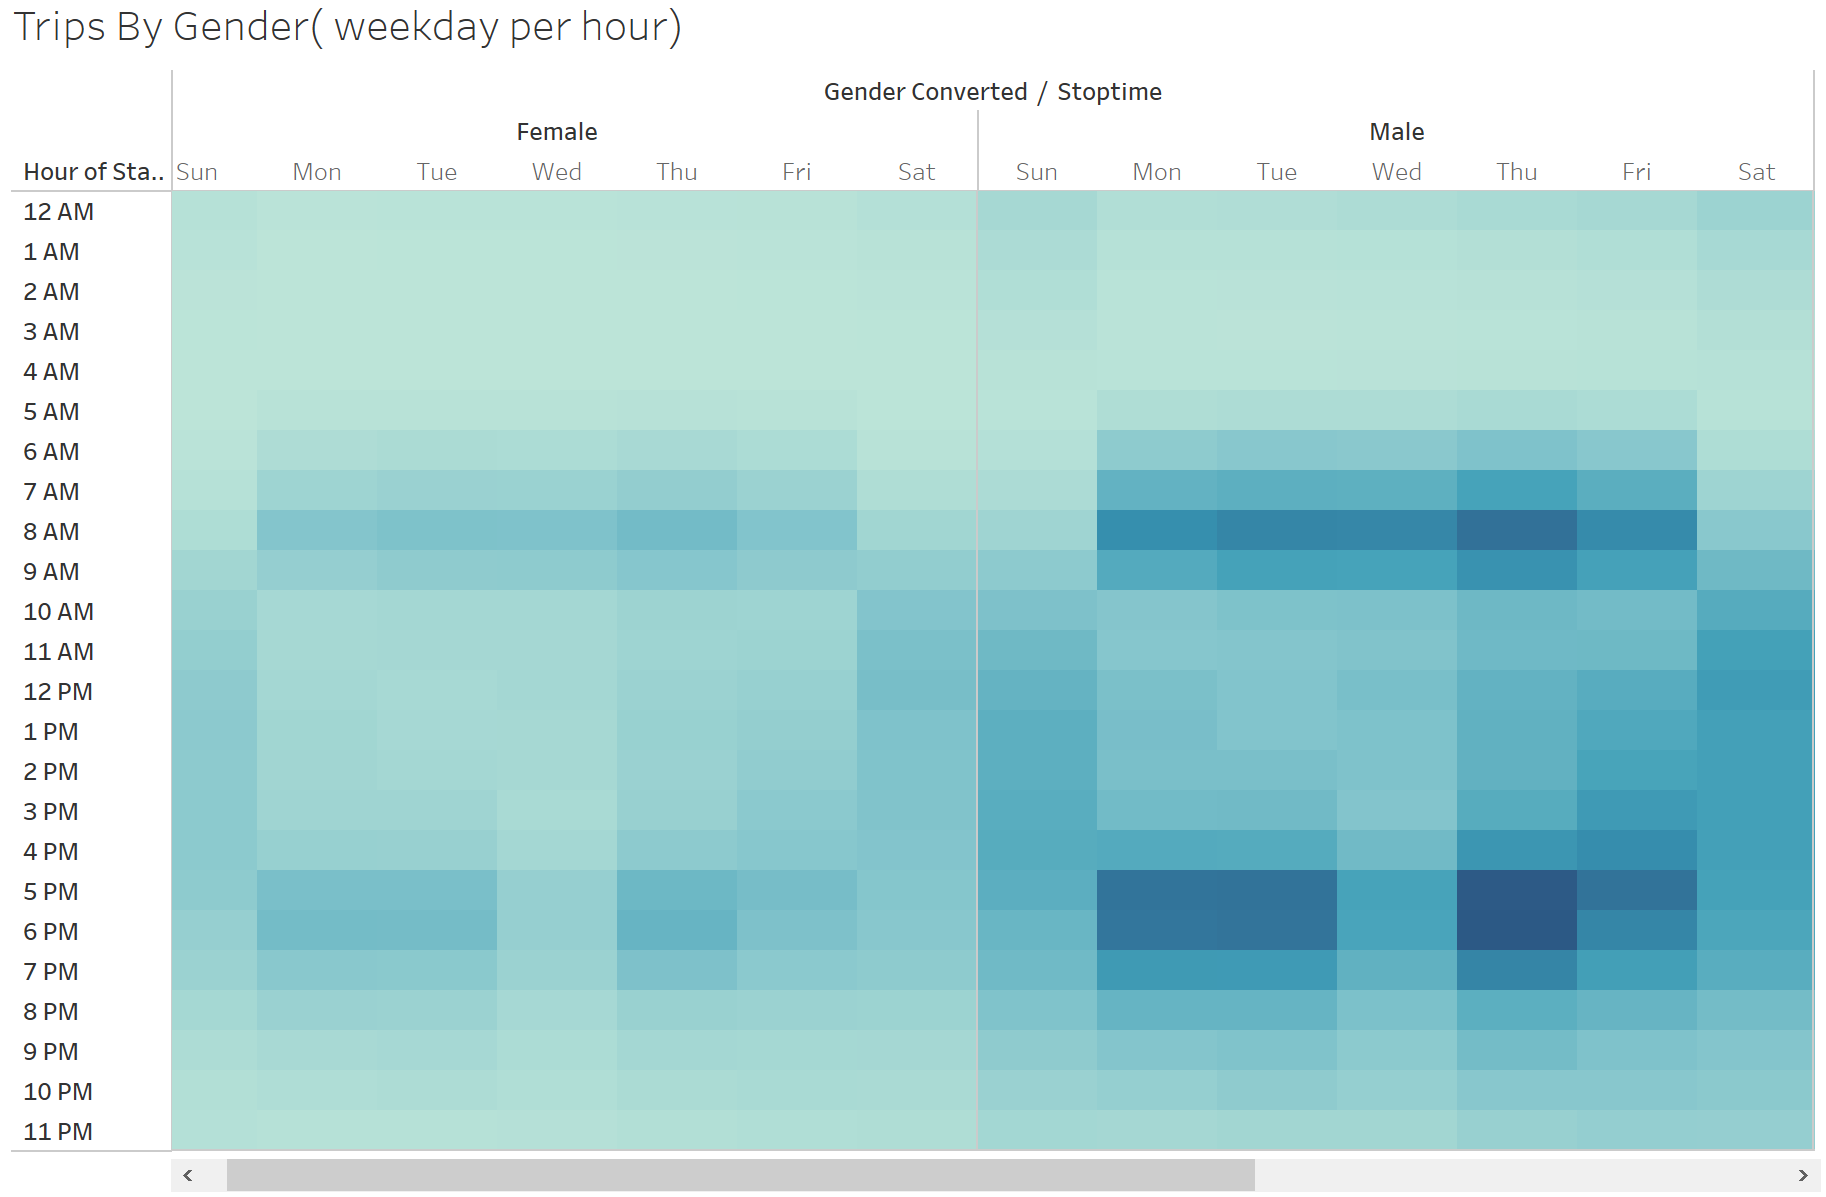 Trips By Gender( weekday per hour)
Gender Converted / Stoptime
Female Male
Hour of Sta.. Sun Mon Tue Wed Thu Fri Sat Sun Mon Tue Wed Thu Fri Sat
12 AM
1 AM
2 AM
3 AM
4 AM
5 AM
6 AM
7 AM
8 AM
9 AM
10 AM
11 AM
12 PM
1 PM
2 PM
3 PM
4 PM
5 PM
6 PM
7 PM
8 PM
9 PM
10 PM
11 PM